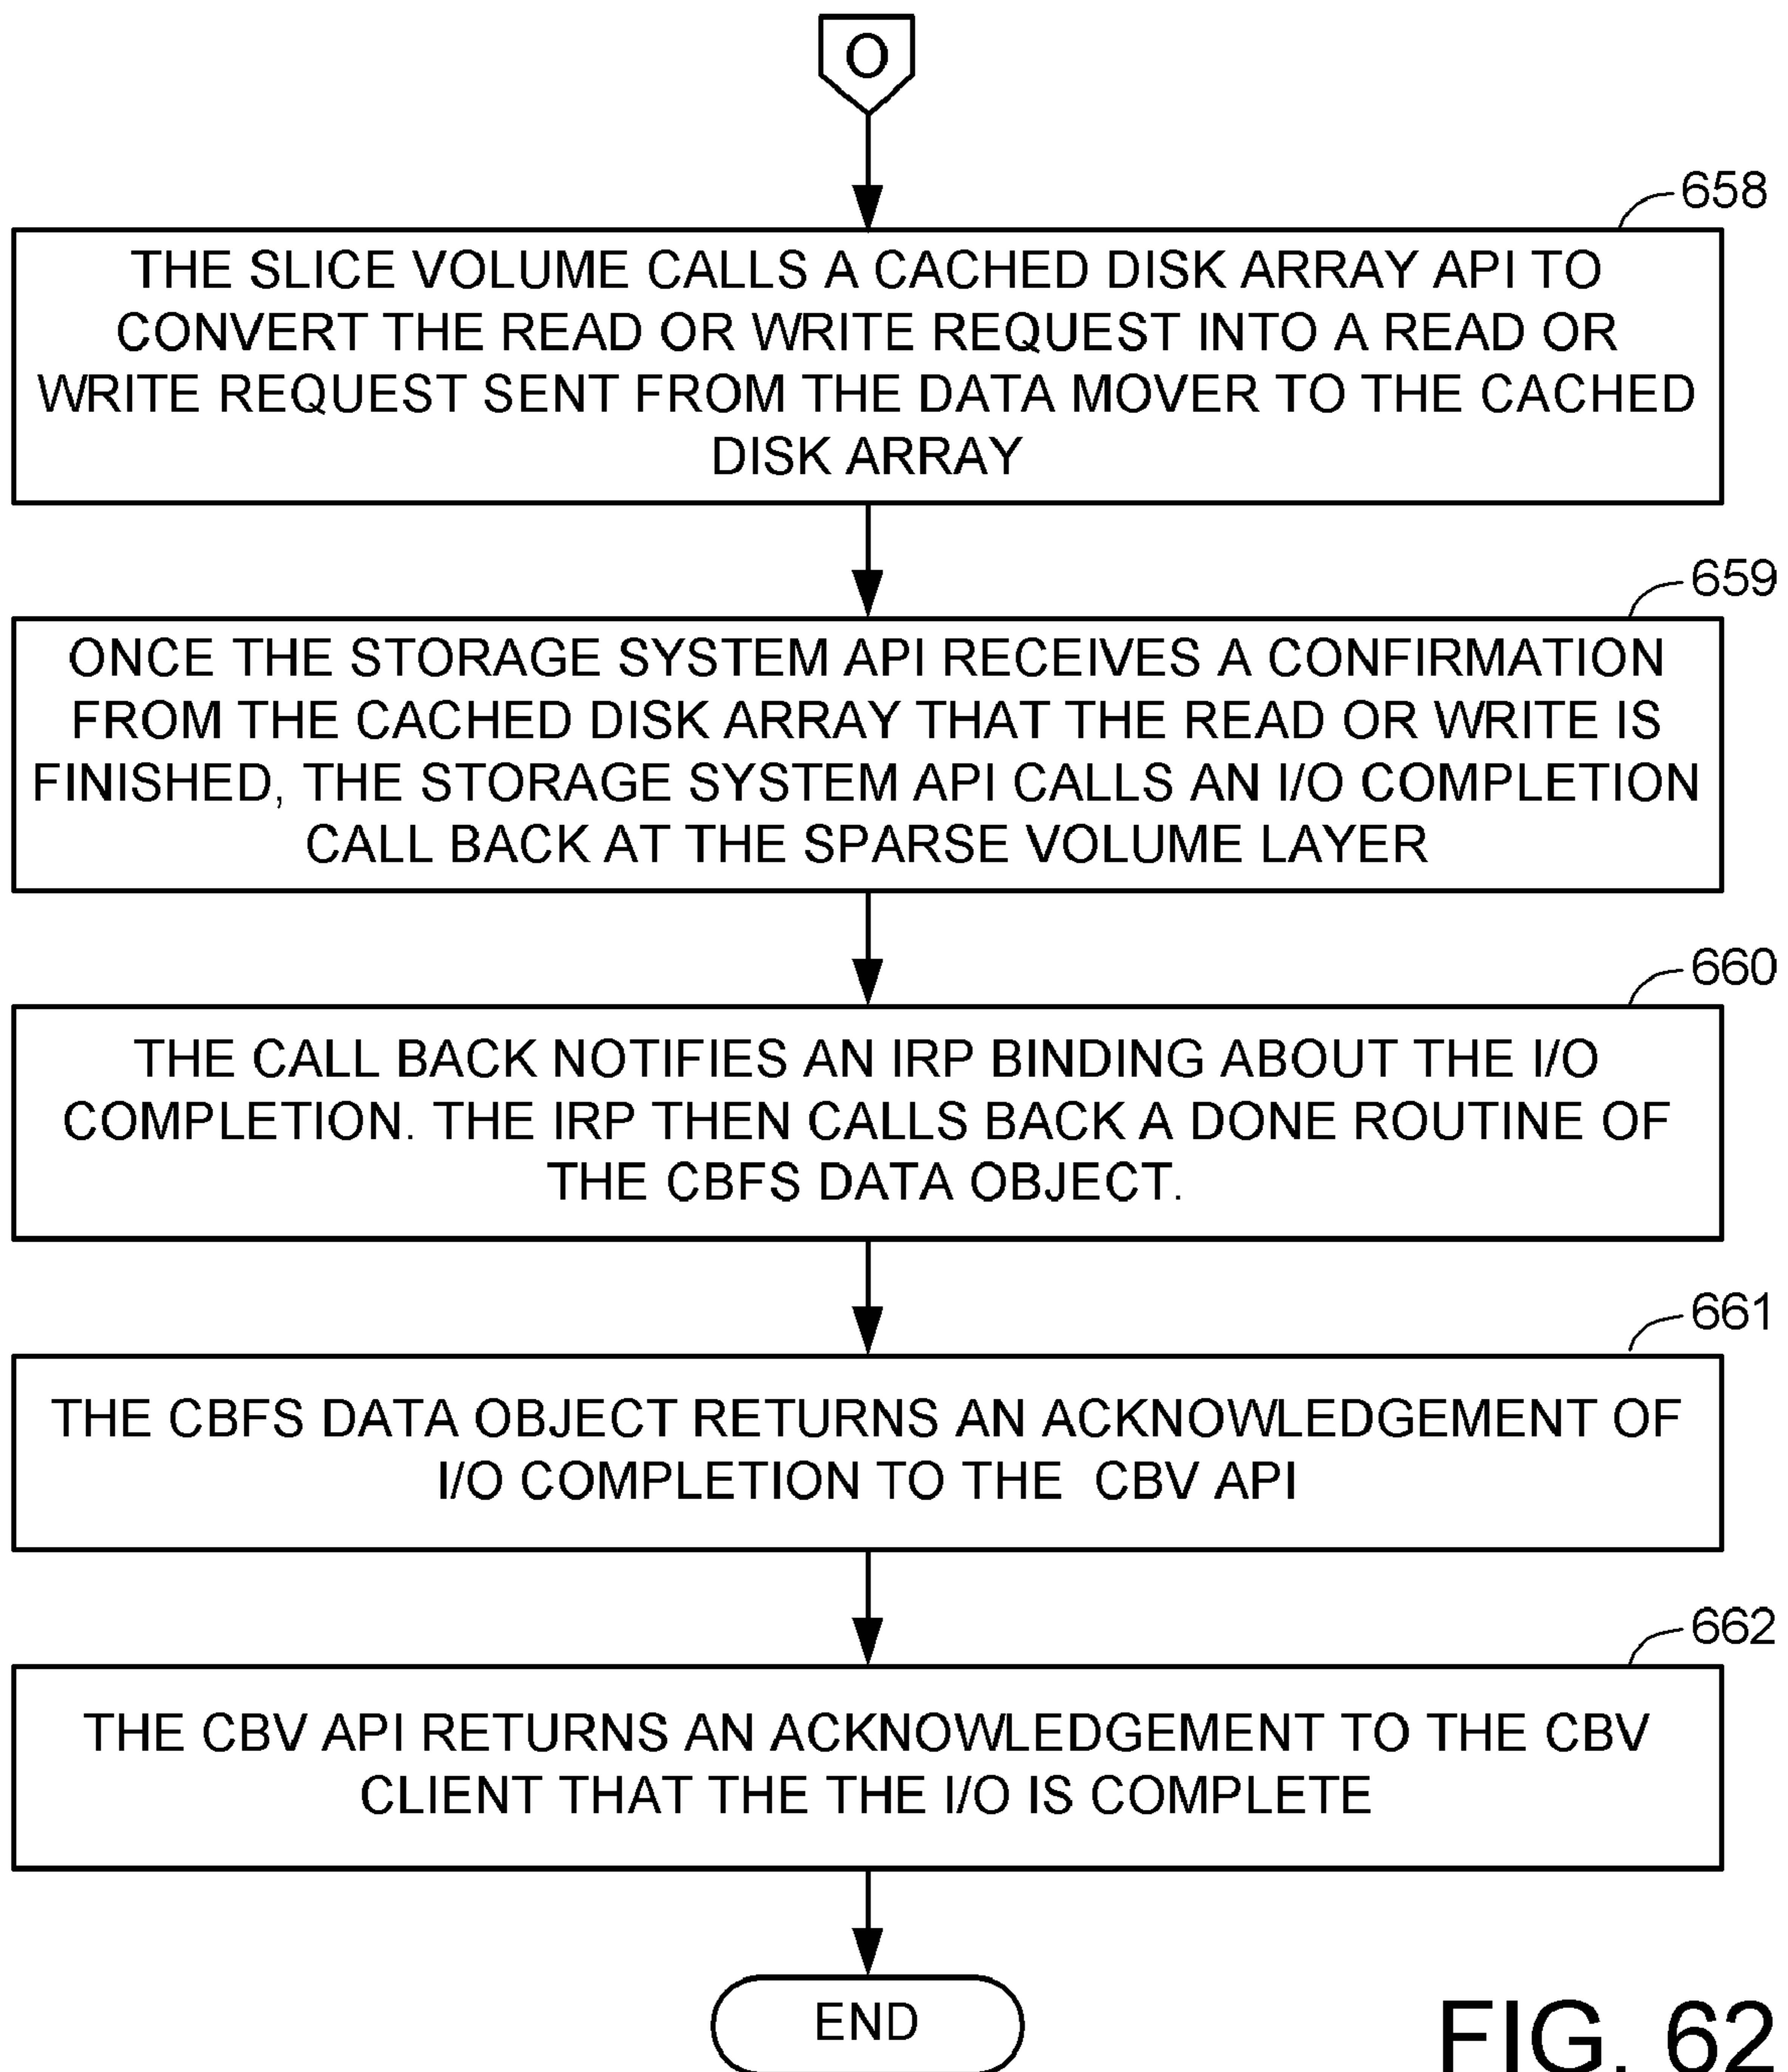 O
658
THE SLICE VOLUME CALLS A CACHED DISK ARRAY API TO
CONVERT THE READ OR WRITE REQUEST INTO A READ OR
WRITE REQUEST SENT FROM THE DATA MOVER TO THE CACHED
DISK ARRAY
659
ONCE THE STORAGE SYSTEM API RECEIVES A CONFIRMATION
FROM THE CACHED DISK ARRAY THAT THE READ OR WRITE IS
FINISHED, THE STORAGE SYSTEM API CALLS AN I/O COMPLETION
CALL BACK AT THE SPARSE VOLUME LAYER
660
THE CALL BACK NOTIFIES AN IRP BINDING ABOUT THE I/O
COMPLETION. THE IRP THEN CALLS BACK A DONE ROUTINE OF
THE CBFS DATA OBJECT.
661
THE CBFS DATA OBJECT RETURNS AN ACKNOWLEDGEMENT OF
I/O COMPLETION TO THE CBV API
662
THE CBV API RETURNS AN ACKNOWLEDGEMENT TO THE CBV
CLIENT THAT THE THE I/O IS COMPLETE
END
FIG. 62